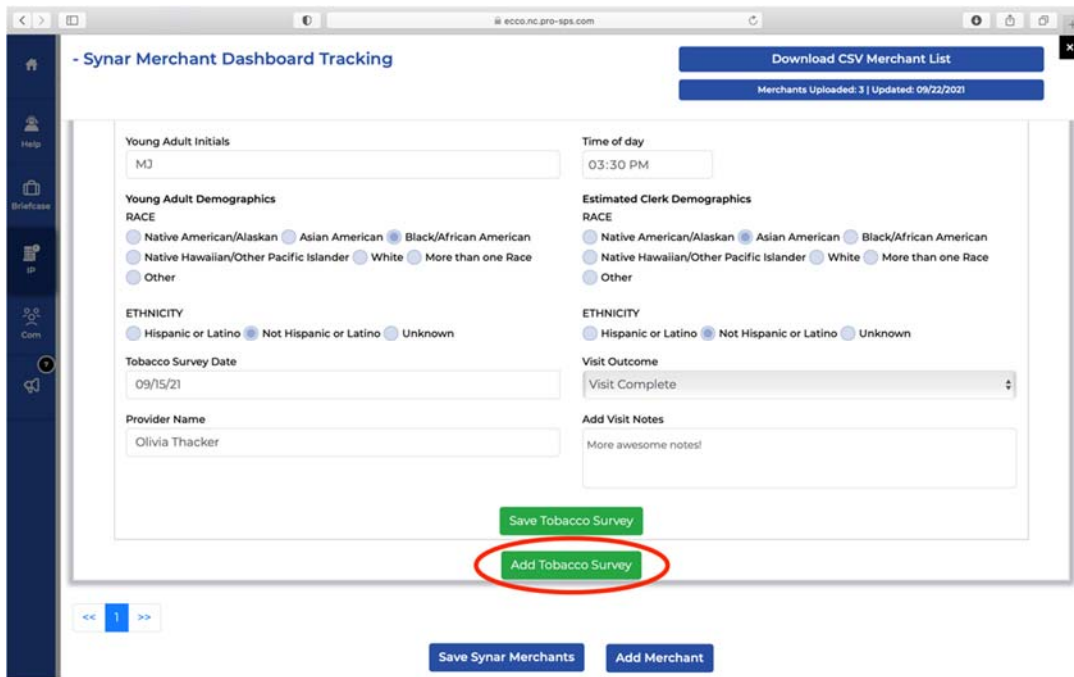 ecco.nc.pro-sps.com
- Synar Merchant Dashboard Tracking
Download CSV Merchant List
Merchants Uploaded: 3 | Updated: 09/22/2021
Help
Briefcase
IP
Com
?
x
Young Adult Initials
MJ
Time of day
03:30 PM
Young Adult Demographics
RACE
Native American/Alaskan Asian American Black/African American
Native Hawaiian/Other Pacific Islander White More than one Race
Other
Estimated Clerk Demographics
RACE
Native American/Alaskan Asian American Black/African American
Native Hawaiian/Other Pacific Islander White More than one Race
Other
ETHNICITY
Hispanic or Latino Not Hispanic or Latino Unknown
ETHNICITY
Hispanic or Latino Not Hispanic or Latino Unknown
Tobacco Survey Date
09/15/21
Visit Outcome
Visit Complete
Provider Name
Olivia Thacker
Add Visit Notes
More awesome notes!
Save Tobacco Survey
Add Tobacco Survey
<< 1 >>
Save Synar Merchants
Add Merchant